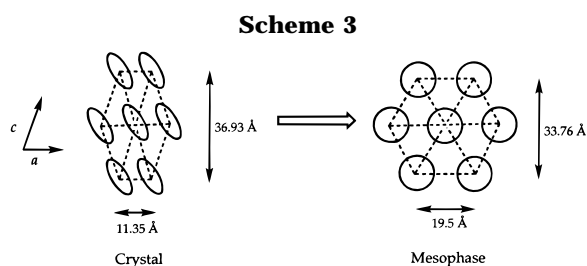 Scheme 3
c
a
36.93 Å
11.35 Å
Crystal
33.76 Å
19.5 Å
Mesophase